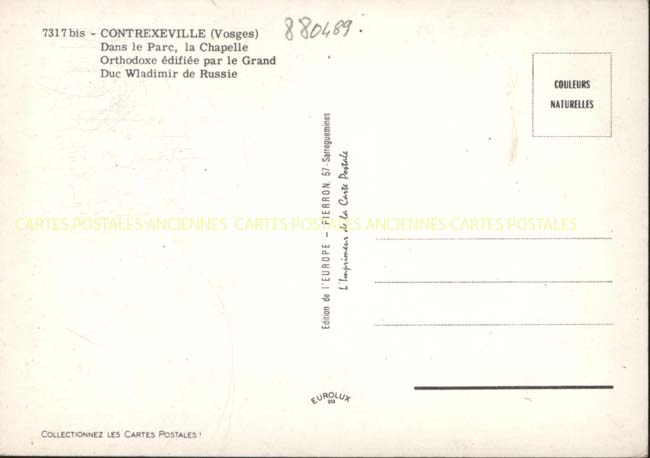 7317 bis - CONTREXEVILLE (Vosges)
Dans le Parc, la Chapelle
Orthodoxe édifiée par le Grand
Duc Wladimir de Russie
880489
COULEURS
NATURELLES
Edition de l'EUROPE - PIERRON, 57-Sarreguemines
L'Imprimeur de la Carte Postale
CARTES POSTALES ANCIENNES CARTES POSTALES ANCIENNES CARTES POSTALES
EUROLUX
COLLECTIONNEZ LES CARTES POSTALES !